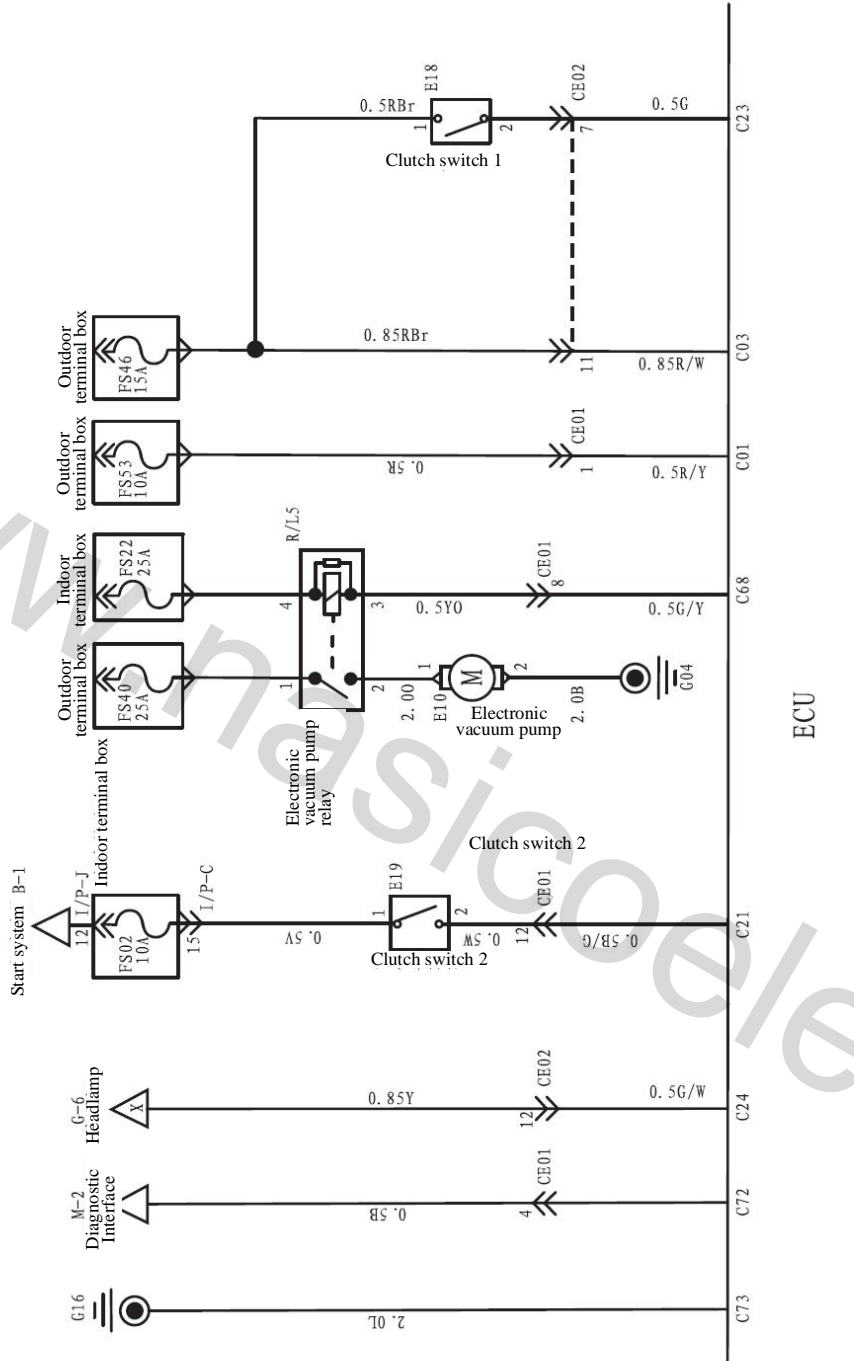 E18
0.5RBr
1
2
CE02
7
0.5G
C23
Clutch switch 1
Outdoor
terminal box
FS46
15A
0.85RBr
11
0.85R/W
C03
Outdoor
terminal box
FS53
10A
0.5R
CE01
1
0.5R/Y
C01
Indoor
terminal box
FS22
25A
R/L5
4
3
0.5YO
CE01
8
0.5G/Y
C68
Outdoor
terminal box
FS40
25A
1
2
2.0O
E10
1
M
2
2.0B
G04
Electronic
vacuum pump
Electronic
vacuum pump
relay
ECU
Clutch switch 2
Start system B-1
12
I/P-J
Indoor terminal box
FS02
10A
15
I/P-C
0.5V
E19
1
2
0.5W
12
CE01
0.5B/G
C21
Clutch switch 2
G-6
Headlamp
X
0.85Y
12
CE02
0.5G/W
C24
M-2
Diagnostic
Interface
0.5B
4
CE01
C72
G16
2.0L
C73
w.nasicoele